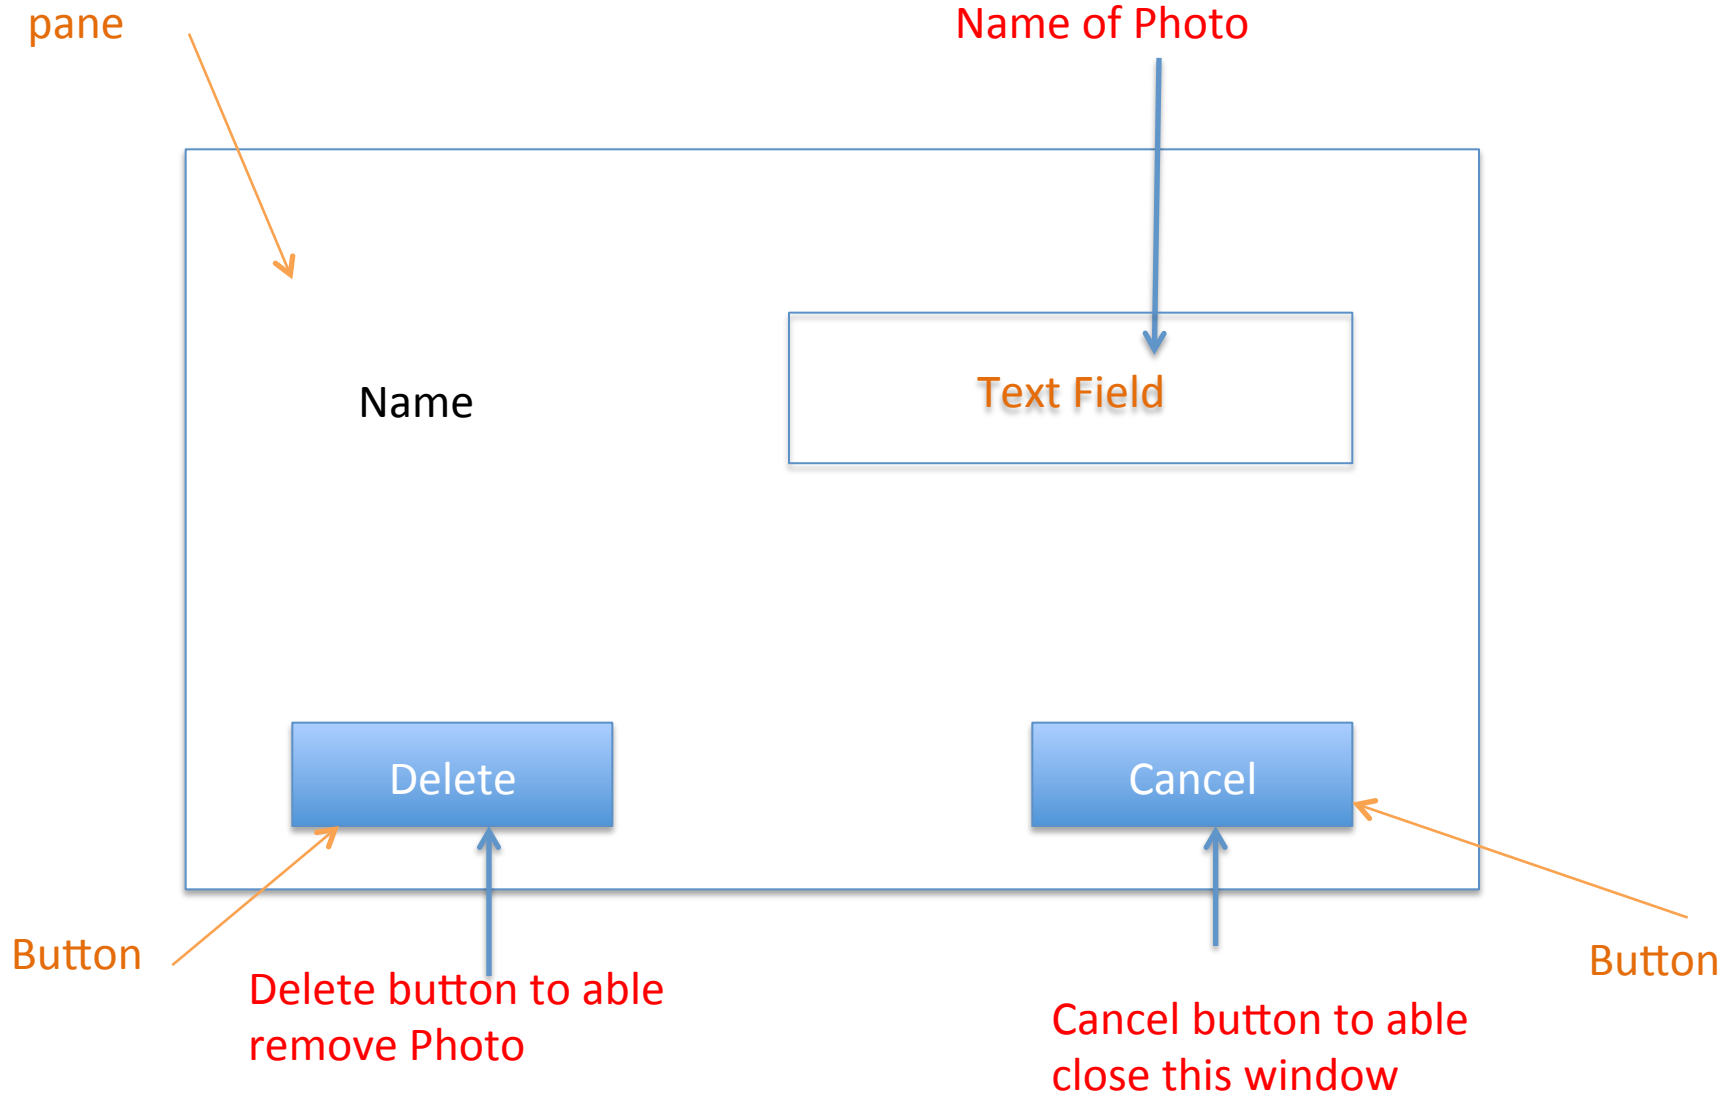 pane
Name of Photo
Name
Text Field
Delete
Cancel
Button
Button
Delete button to able
remove Photo
Cancel button to able
close this window